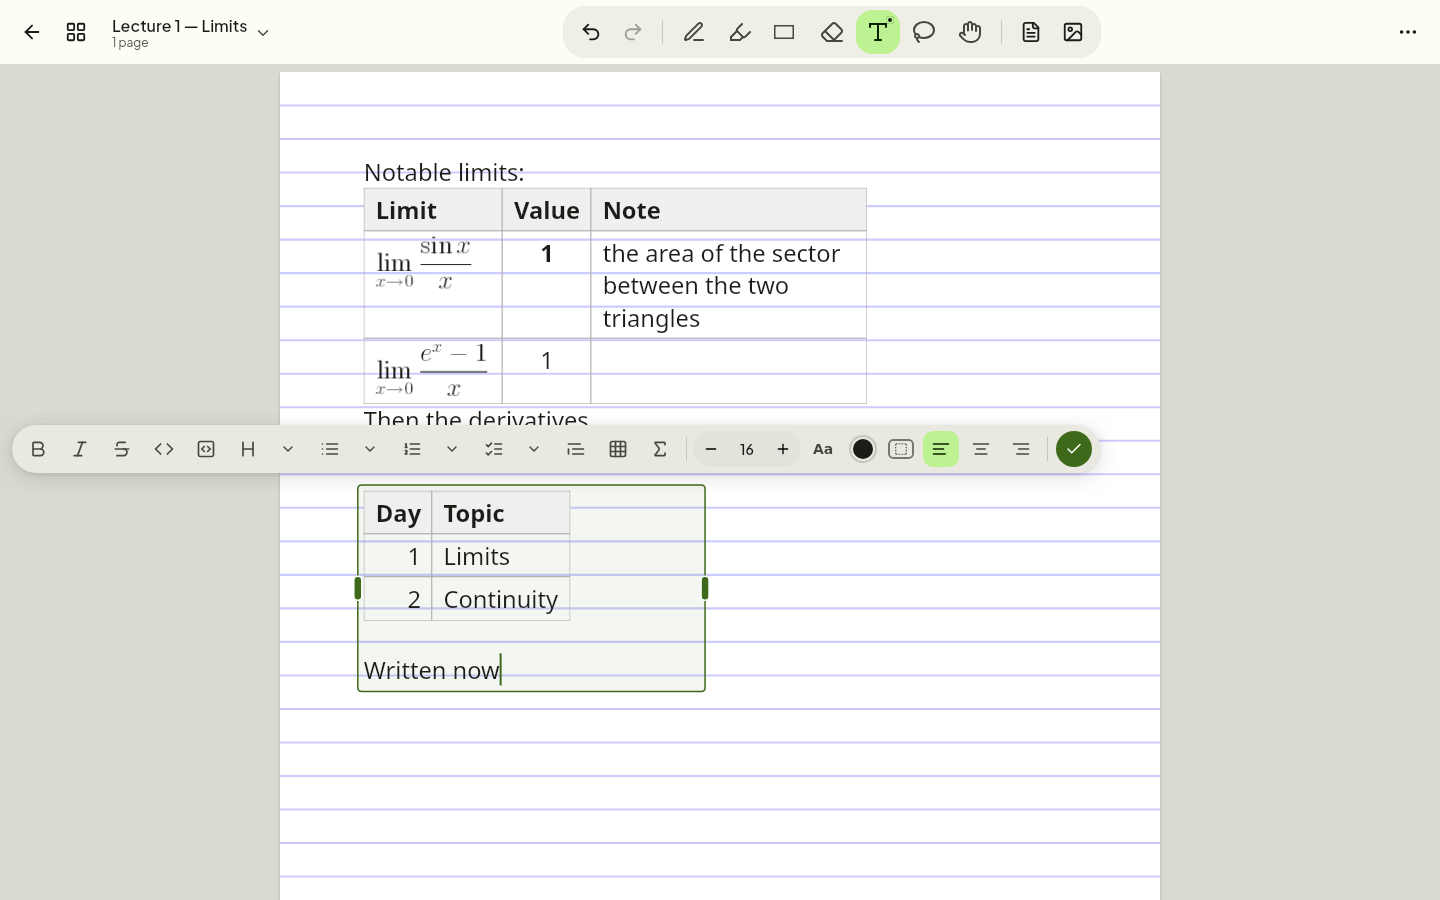 Lecture 1 — Limits
1 page
Notable limits:
Limit Value Note
lim x→0 sin x / x 1 the area of the sector
between the two
triangles
lim x→0 e^x − 1 / x 1
Then the derivatives
16 Aa
Day Topic
1 Limits
2 Continuity
Written now